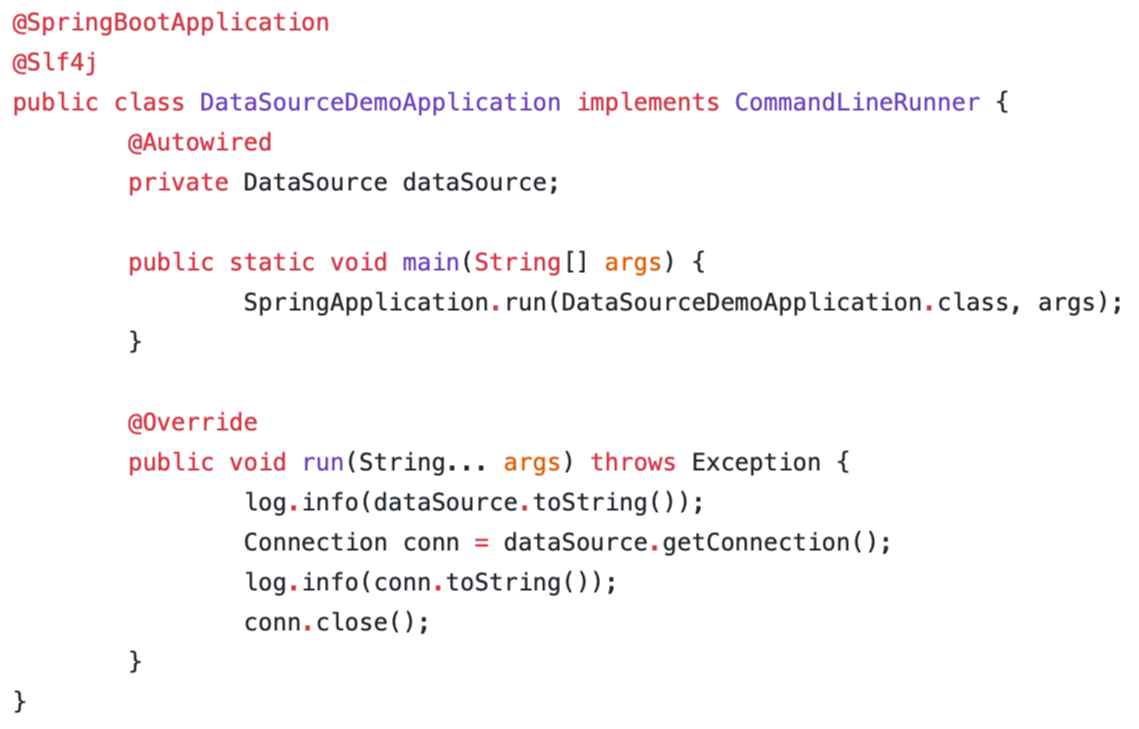 @SpringBootApplication
@Slf4j
public class DataSourceDemoApplication implements CommandLineRunner {
        @Autowired
        private DataSource dataSource;

        public static void main(String[] args) {
                SpringApplication.run(DataSourceDemoApplication.class, args);
        }

        @Override
        public void run(String... args) throws Exception {
                log.info(dataSource.toString());
                Connection conn = dataSource.getConnection();
                log.info(conn.toString());
                conn.close();
        }
}